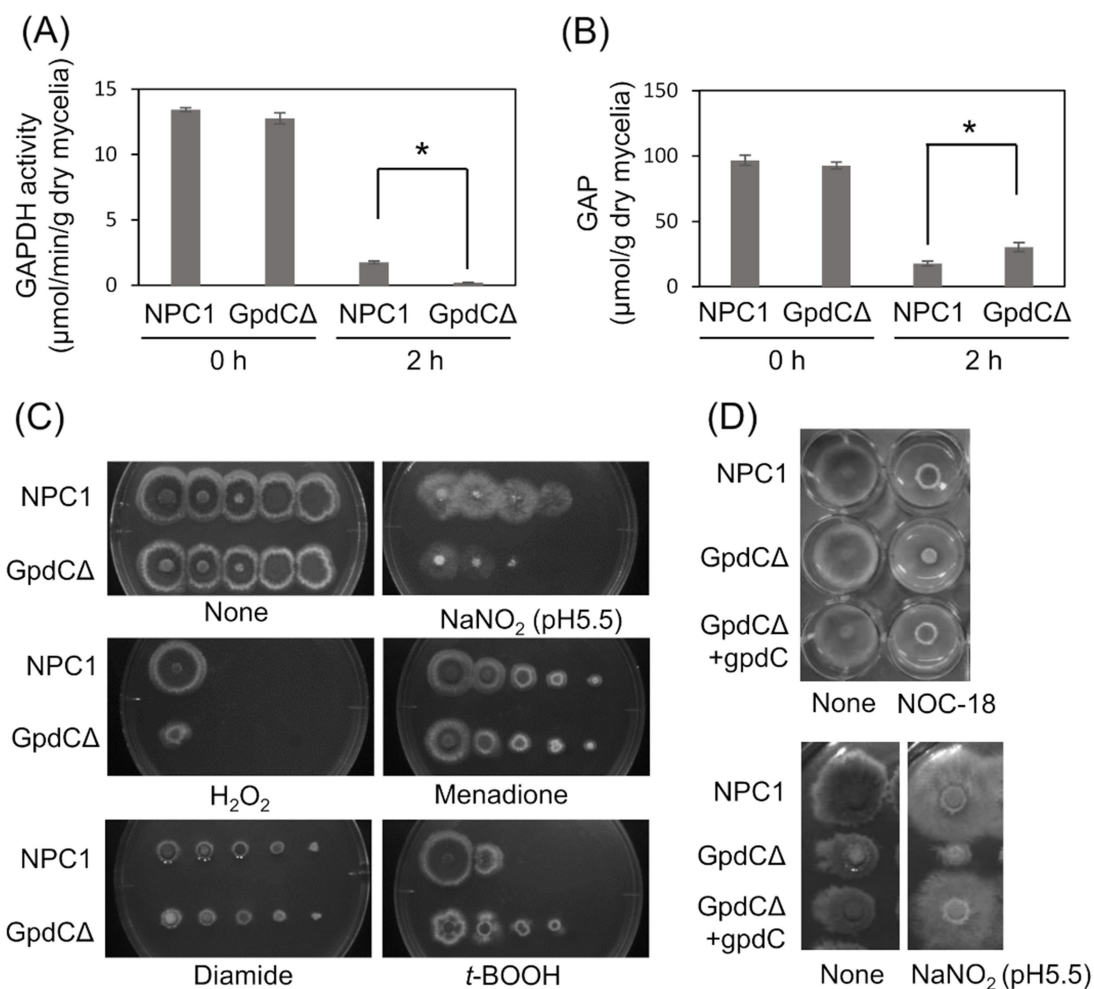 (A)
GAPDH activity
(μmol/min/g dry mycelia)
15
10
5
0
*
NPC1 GpdCΔ NPC1 GpdCΔ
0 h 2 h
(B)
GAP
(μmol/g dry mycelia)
150
100
50
0
*
NPC1 GpdCΔ NPC1 GpdCΔ
0 h 2 h
(C)
NPC1
GpdCΔ
None NaNO₂ (pH5.5)
NPC1
GpdCΔ
H₂O₂ Menadione
NPC1
GpdCΔ
Diamide t-BOOH
(D)
NPC1
GpdCΔ
GpdCΔ
+gpdC
None NOC-18
NPC1
GpdCΔ
GpdCΔ
+gpdC
None NaNO₂ (pH5.5)